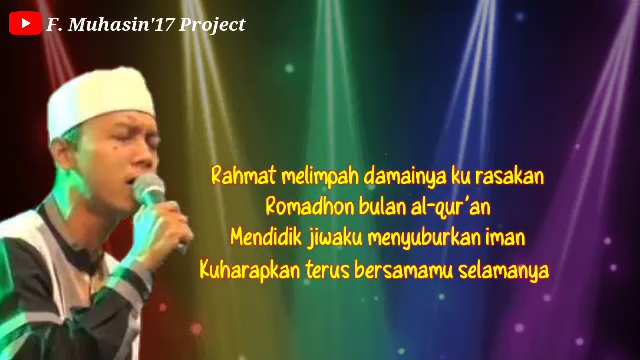 F. Muhasin'17 Project
Rahmat melimpah damainya ku rasakan
Romadhon bulan al-qur'an
Mendidik jiwaku menyuburkan iman
Kuharapkan terus bersamamu selamanya